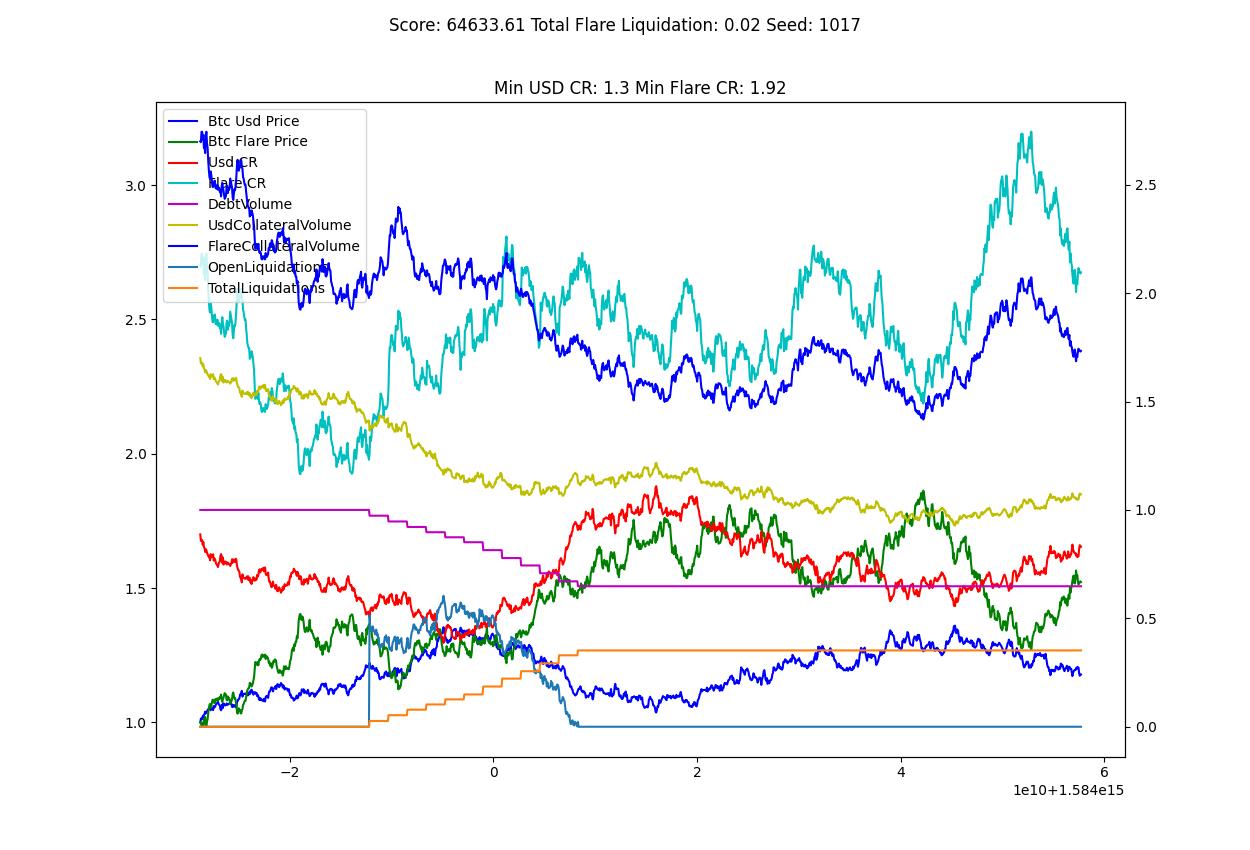 Score: 64633.61 Total Flare Liquidation: 0.02 Seed: 1017
Min USD CR: 1.3 Min Flare CR: 1.92
Btc Usd Price
Btc Flare Price
Usd CR
Flare CR
DebtVolume
UsdCollateralVolume
FlareCollateralVolume
OpenLiquidations
TotalLiquidations
3.0
2.5
2.0
1.5
1.0
2.5
2.0
1.5
1.0
0.5
0.0
−2
0
2
4
6
1e10+1.584e15